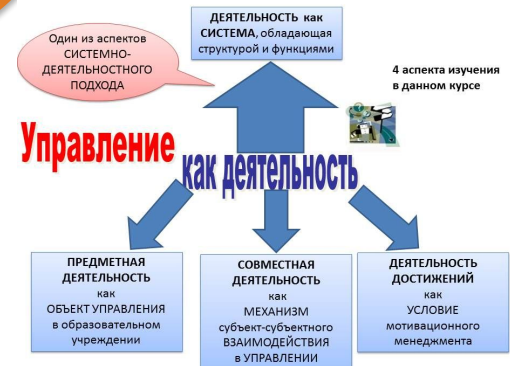 ДЕЯТЕЛЬНОСТЬ как
СИСТЕМА, обладающая
структурой и функциями
Один из аспектов
СИСТЕМНО-
ДЕЯТЕЛЬНОСТНОГО
ПОДХОДА
4 аспекта изучения
в данном курсе
Управление
как деятельность
ПРЕДМЕТНАЯ
ДЕЯТЕЛЬНОСТЬ
как
ОБЪЕКТ УПРАВЛЕНИЯ
в образовательном
учреждении
СОВМЕСТНАЯ
ДЕЯТЕЛЬНОСТЬ
как
МЕХАНИЗМ
субъект-субъектного
ВЗАИМОДЕЙСТВИЯ
в УПРАВЛЕНИИ
ДЕЯТЕЛЬНОСТЬ
ДОСТИЖЕНИЙ
как
УСЛОВИЕ
мотивационного
менеджмента